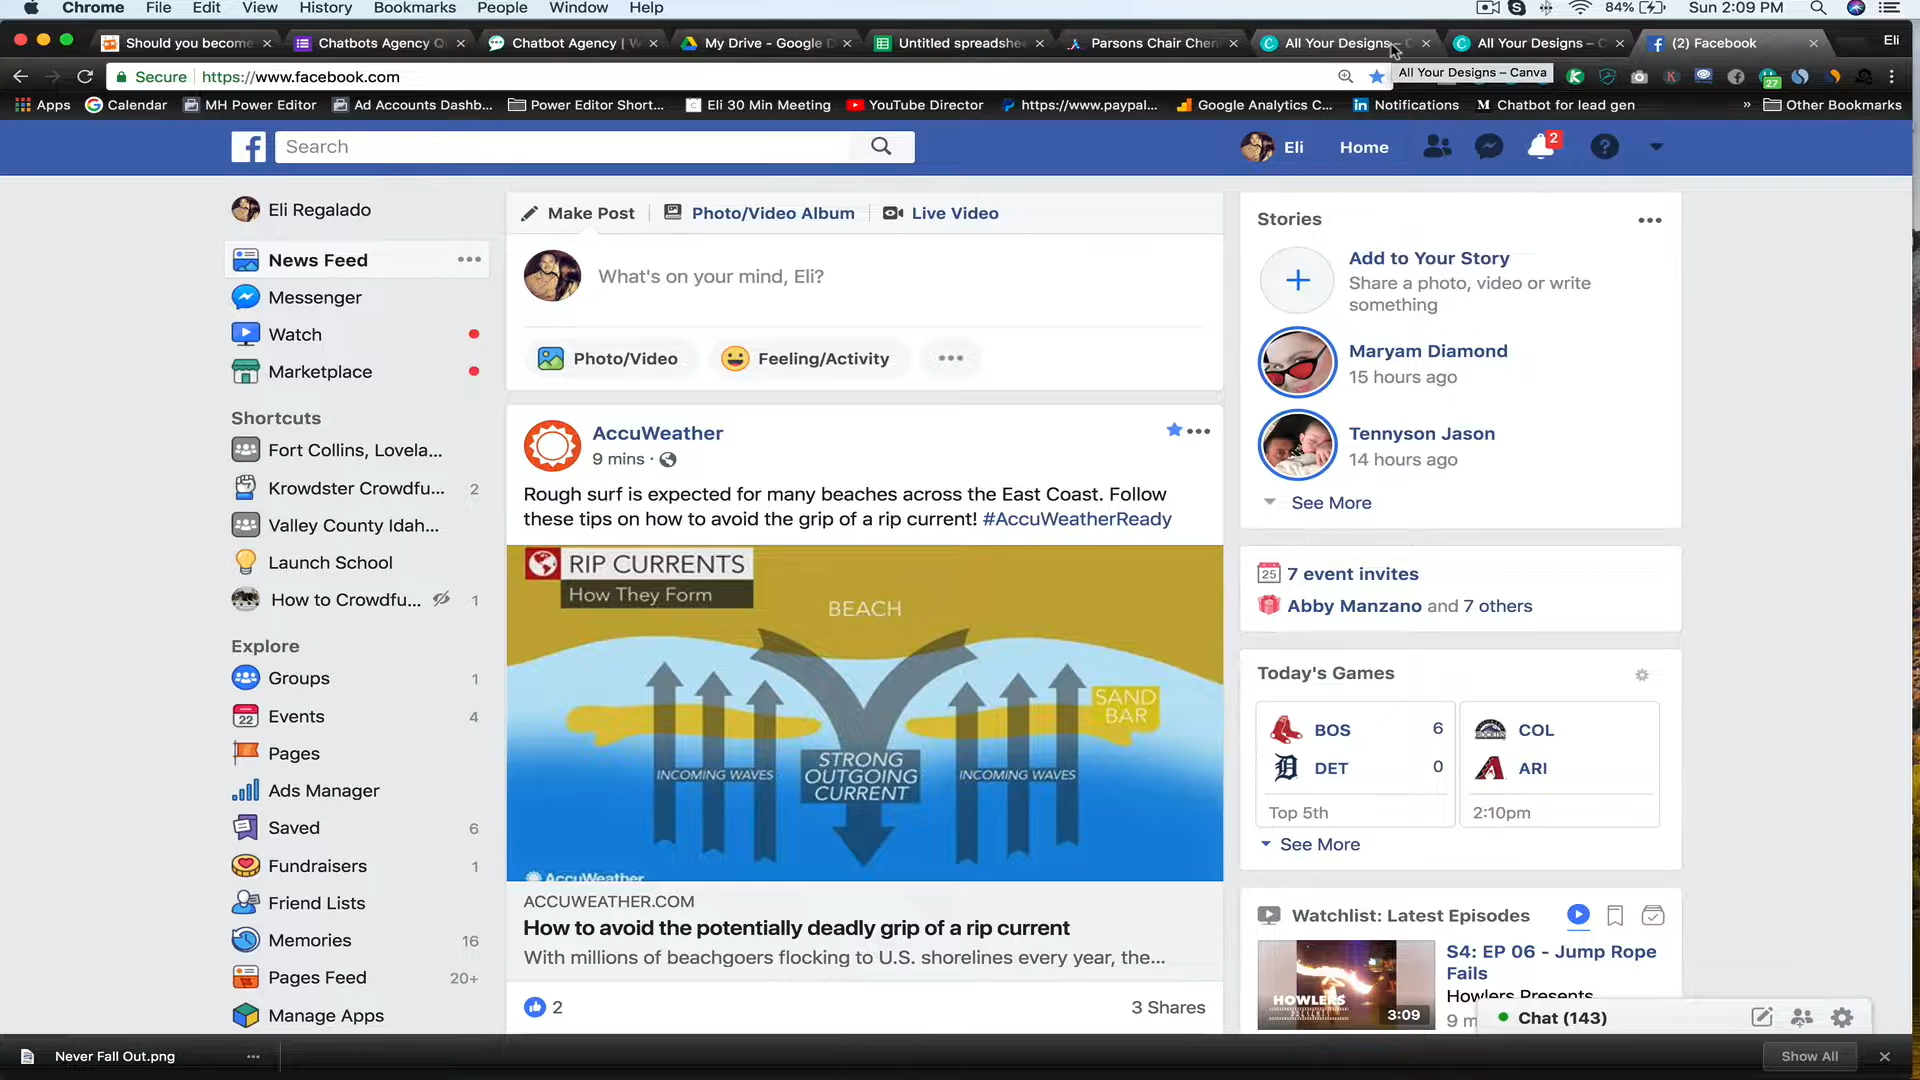 Chrome File Edit View History Bookmarks People Window Help 84% Sun 2:09 PM
Should you become Chatbots Agency Q Chatbot Agency | W My Drive - Google D Untitled spreadshe Parsons Chair Chen All Your Designs – C All Your Designs – C (2) Facebook Eli
Secure https://www.facebook.com
All Your Designs – Canva
27
Apps Calendar MH Power Editor Ad Accounts Dashb... Power Editor Short... Eli 30 Min Meeting YouTube Director https://www.paypal... Google Analytics C... Notifications Chatbot for lead gen » Other Bookmarks
Search
Eli Home 2
Eli Regalado
News Feed
Messenger
Watch
Marketplace
Shortcuts
Fort Collins, Lovela...
Krowdster Crowdfu... 2
Valley County Idah...
Launch School
How to Crowdfu... 1
Explore
Groups 1
22 Events 4
Pages
Ads Manager
Saved 6
Fundraisers 1
Friend Lists
Memories 16
Pages Feed 20+
Manage Apps
Make Post Photo/Video Album Live Video
What's on your mind, Eli?
Photo/Video Feeling/Activity
AccuWeather
9 mins ·
Rough surf is expected for many beaches across the East Coast. Follow
these tips on how to avoid the grip of a rip current! #AccuWeatherReady
RIP CURRENTS
How They Form
BEACH
SAND
BAR
INCOMING WAVES
STRONG
OUTGOING
CURRENT
INCOMING WAVES
AccuWeather
ACCUWEATHER.COM
How to avoid the potentially deadly grip of a rip current
With millions of beachgoers flocking to U.S. shorelines every year, the...
2 3 Shares
Stories
Add to Your Story
Share a photo, video or write
something
Maryam Diamond
15 hours ago
Tennyson Jason
14 hours ago
See More
25 7 event invites
Abby Manzano and 7 others
Today's Games
BOS 6
DET 0
Top 5th
COL
ARI
2:10pm
See More
Watchlist: Latest Episodes
S4: EP 06 - Jump Rope
Fails
Howlers Presents
9 m
HOWLERS
PRESENTS
3:09
Chat (143)
Never Fall Out.png
Show All